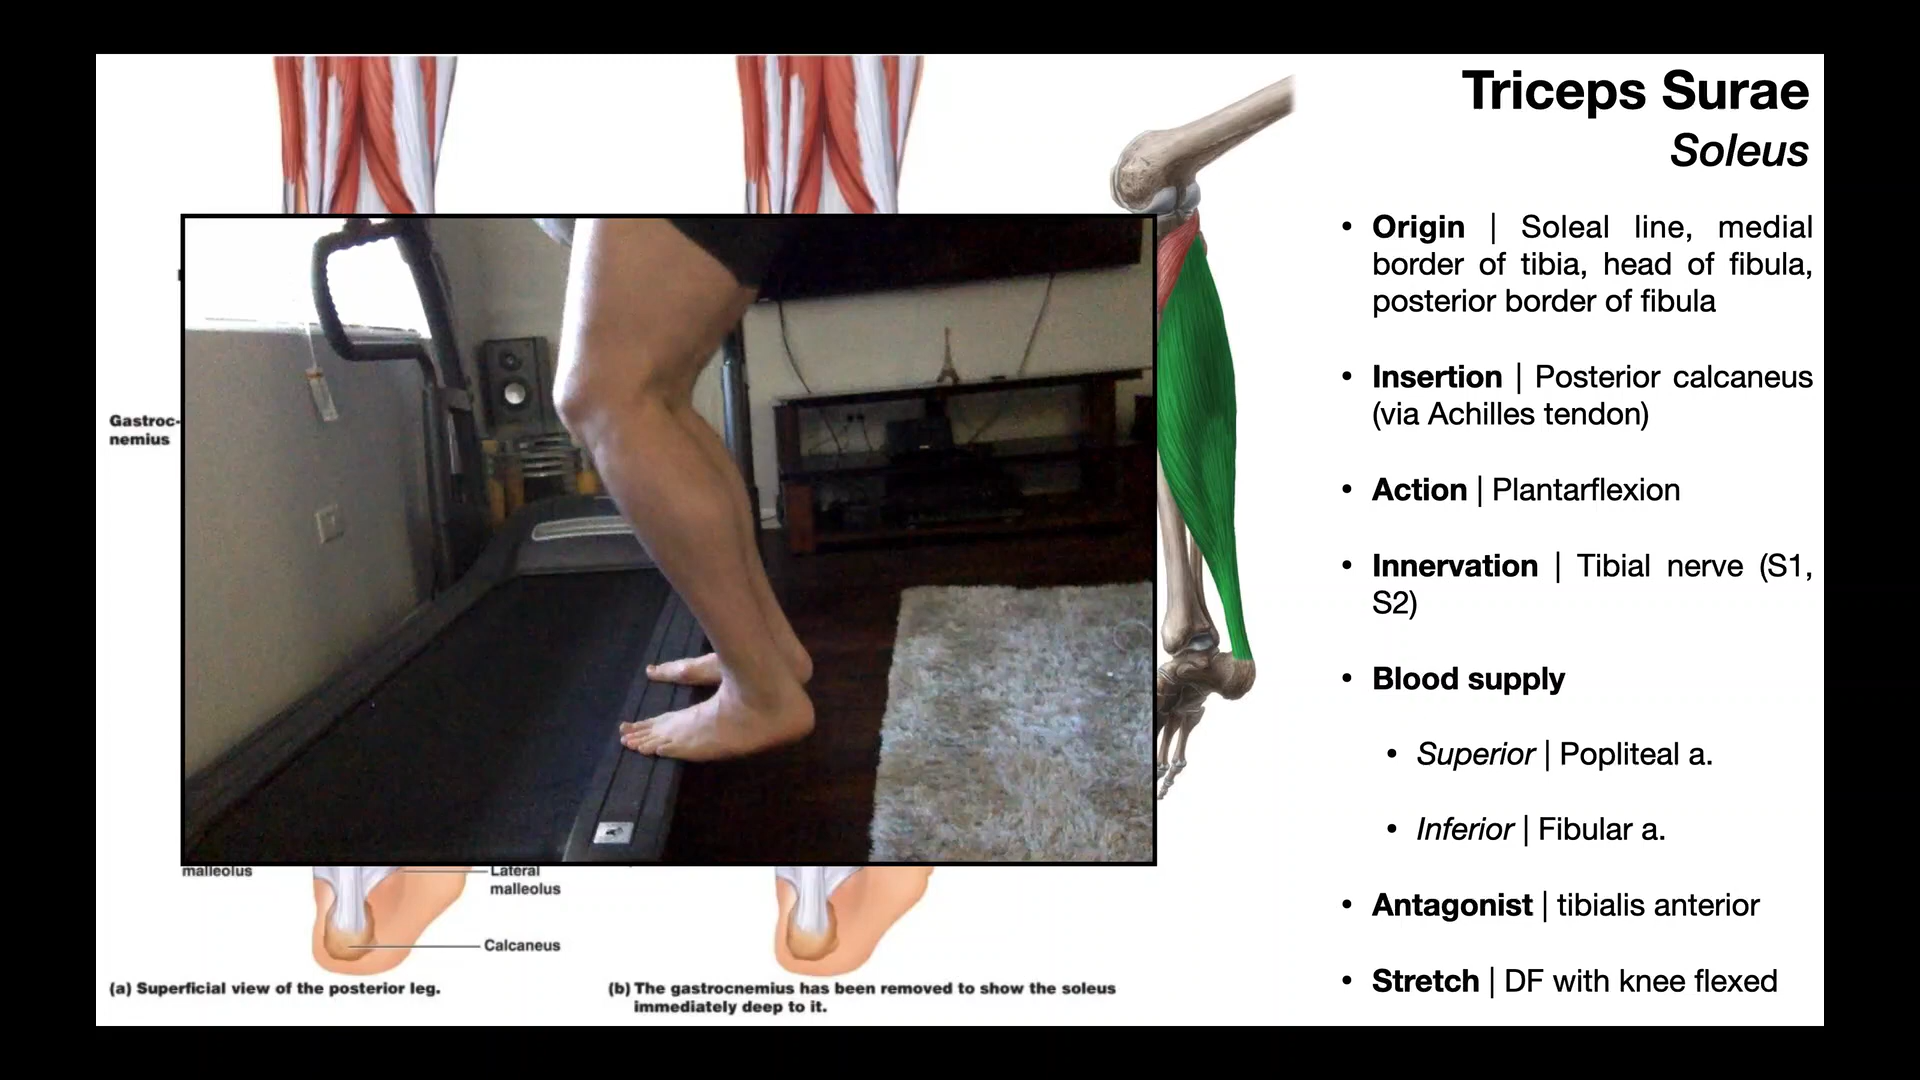 Triceps Surae
Soleus
• Origin | Soleal line, medial
border of tibia, head of fibula,
posterior border of fibula
• Insertion | Posterior calcaneus
(via Achilles tendon)
• Action | Plantarflexion
• Innervation | Tibial nerve (S1,
S2)
• Blood supply
• Superior | Popliteal a.
• Inferior | Fibular a.
• Antagonist | tibialis anterior
• Stretch | DF with knee flexed
Gastroc-
nemius
malleolus
Lateral
malleolus
Calcaneus
(a) Superficial view of the posterior leg.
(b) The gastrocnemius has been removed to show the soleus
immediately deep to it.